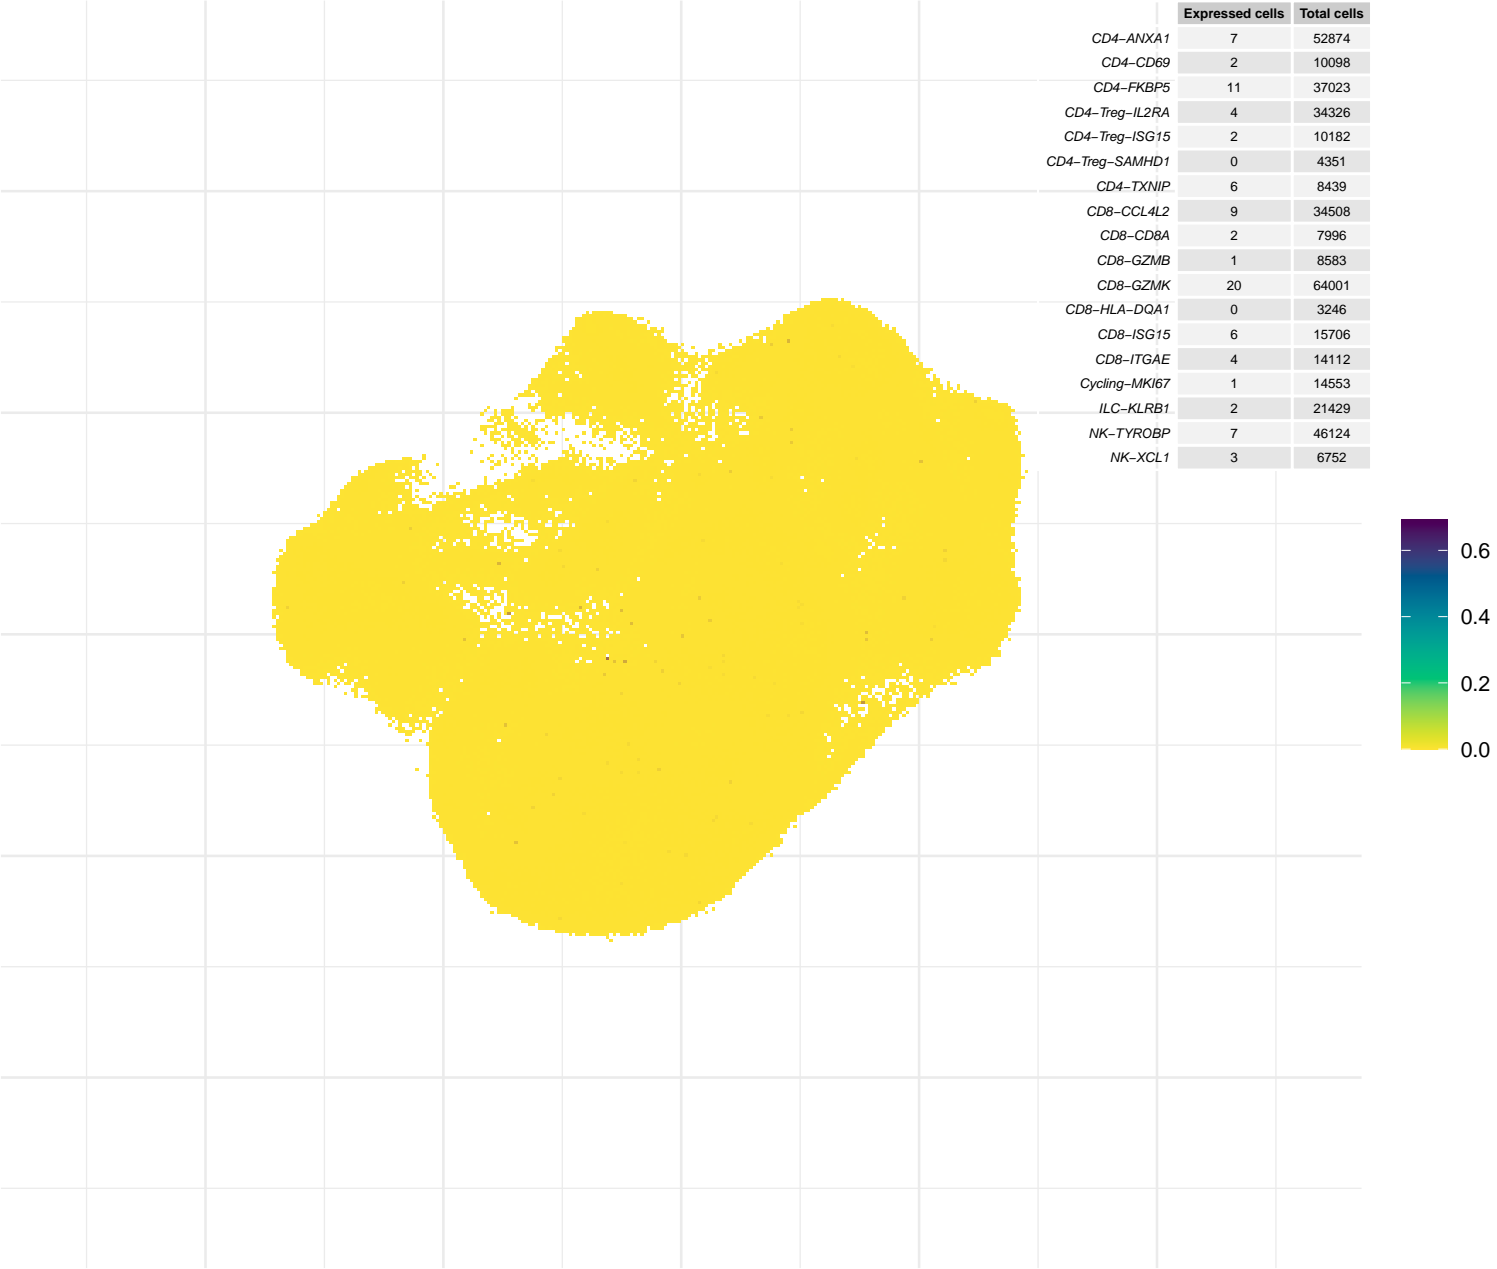 Expressed cells Total cells
CD4−ANXA1 7 52874
CD4−CD69 2 10098
CD4−FKBP5 11 37023
CD4−Treg−IL2RA 4 34326
CD4−Treg−ISG15 2 10182
CD4−Treg−SAMHD1 0 4351
CD4−TXNIP 6 8439
CD8−CCL4L2 9 34508
CD8−CD8A 2 7996
CD8−GZMB 1 8583
CD8−GZMK 20 64001
CD8−HLA−DQA1 0 3246
CD8−ISG15 6 15706
CD8−ITGAE 4 14112
Cycling−MKI67 1 14553
ILC−KLRB1 2 21429
NK−TYROBP 7 46124
NK−XCL1 3 6752
0.6
0.4
0.2
0.0